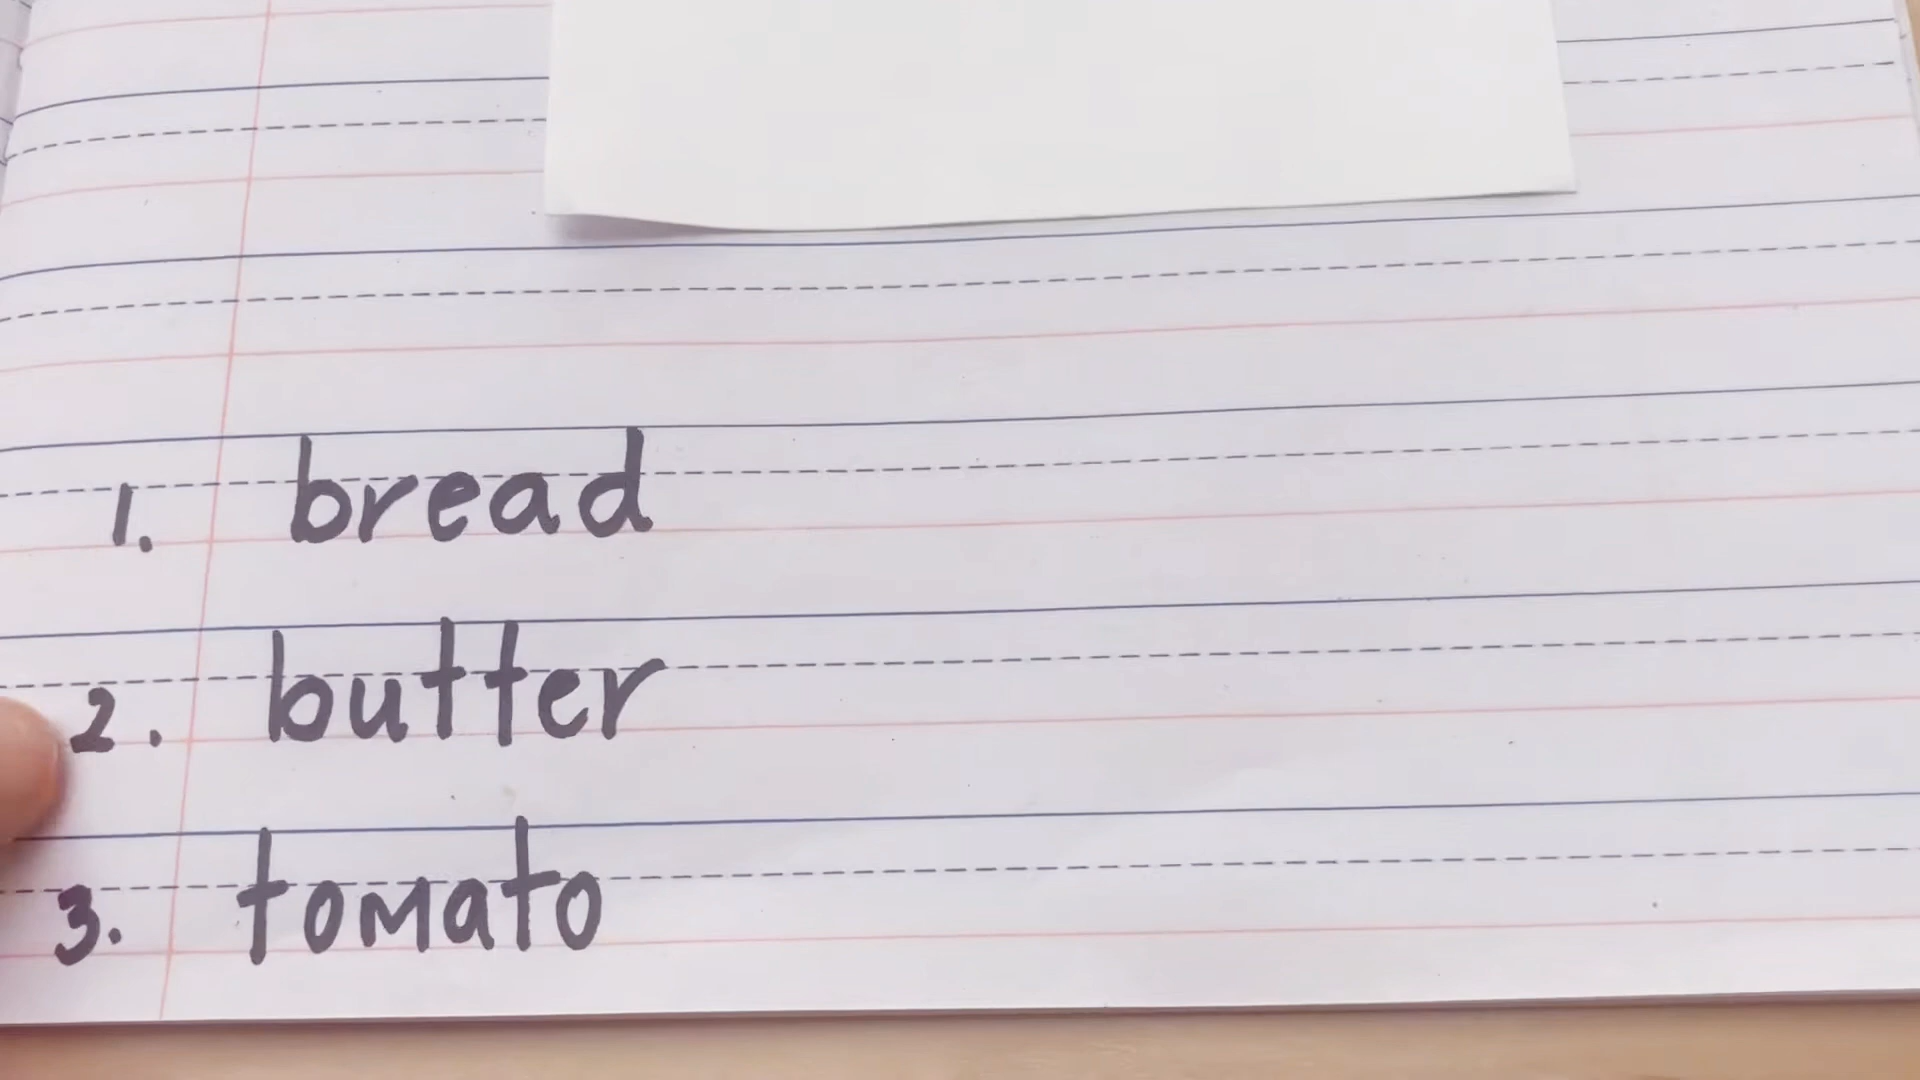 1. bread
2. butter
3. tomato